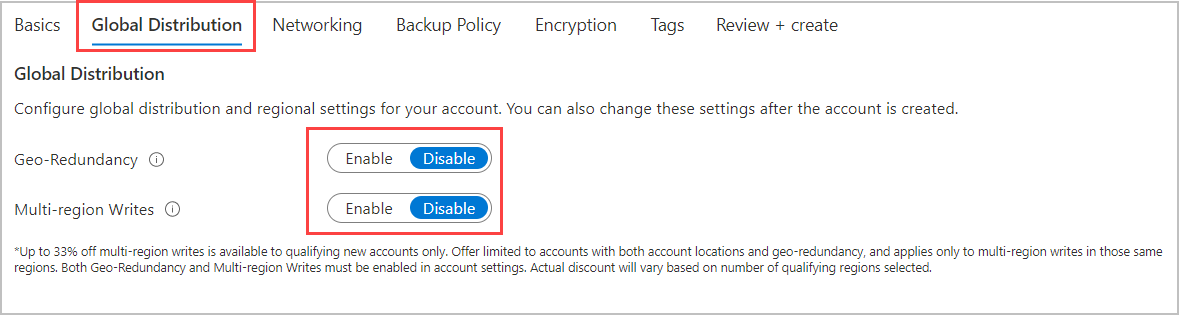 Basics Global Distribution Networking Backup Policy Encryption Tags Review + create
Global Distribution
Configure global distribution and regional settings for your account. You can also change these settings after the account is created.
Geo-Redundancy Enable Disable
Multi-region Writes Enable Disable
*Up to 33% off multi-region writes is available to qualifying new accounts only. Offer limited to accounts with both account locations and geo-redundancy, and applies only to multi-region writes in those same
regions. Both Geo-Redundancy and Multi-region Writes must be enabled in account settings. Actual discount will vary based on number of qualifying regions selected.